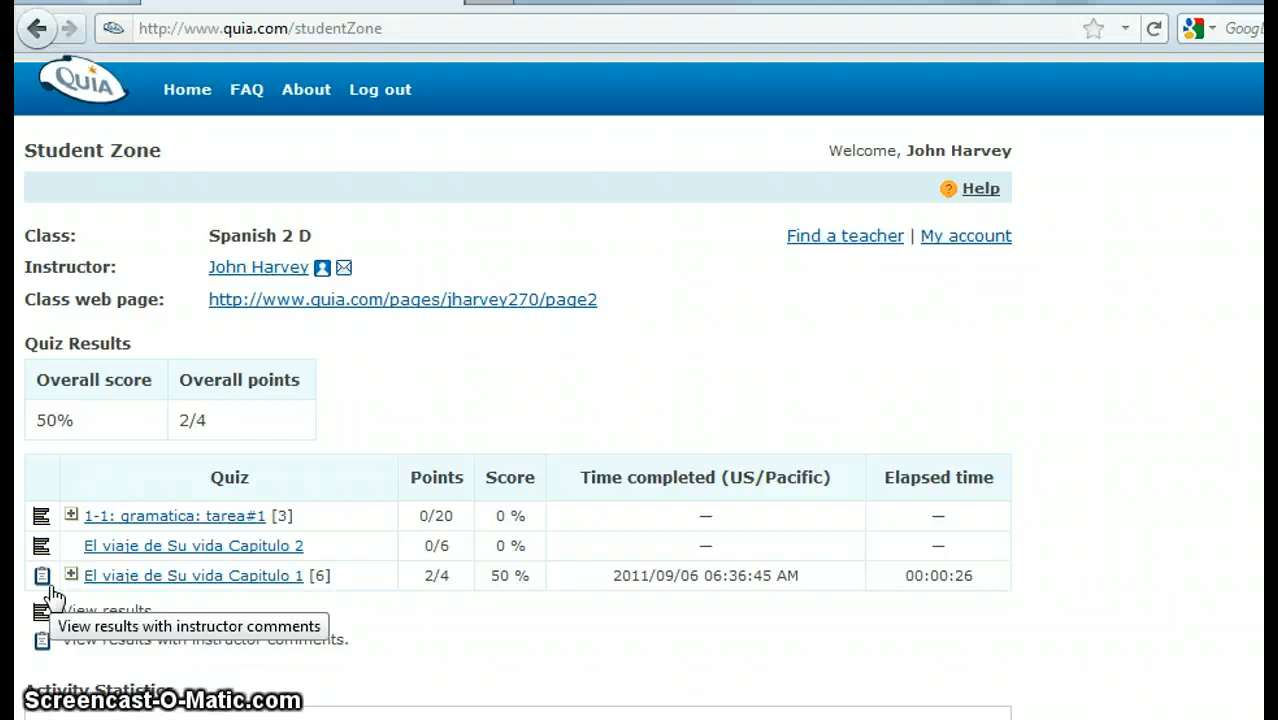 http://www.quia.com/studentZone
QUIA
Home FAQ About Log out
Student Zone
Welcome, John Harvey
? Help
Class: Spanish 2 D
Find a teacher | My account
Instructor: John Harvey
Class web page: http://www.quia.com/pages/jharvey270/page2
Quiz Results
Overall score Overall points
50% 2/4
Quiz Points Score Time completed (US/Pacific) Elapsed time
1-1: gramatica: tarea#1 [3] 0/20 0 % — —
El viaje de Su vida Capitulo 2 0/6 0 % — —
El viaje de Su vida Capitulo 1 [6] 2/4 50 % 2011/09/06 06:36:45 AM 00:00:26
View results
View results with instructor comments
View results with instructor comments.
Activity Statistics
Screencast-O-Matic.com